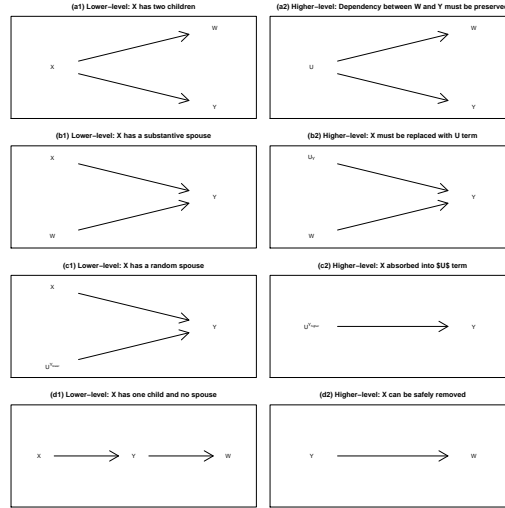 (a1) Lower−level: X has two children
(a2) Higher−level: Dependency between W and Y must be preserved
W
W
X
U
Y
Y
(b1) Lower−level: X has a substantive spouse
(b2) Higher−level: X must be replaced with U term
X
U_Y
Y
Y
W
W
(c1) Lower−level: X has a random spouse
(c2) Higher−level: X absorbed into $U$ term
X
Y
Y
(d1) Lower−level: X has one child and no spouse
(d2) Higher−level: X can be safely removed
X Y W
Y W